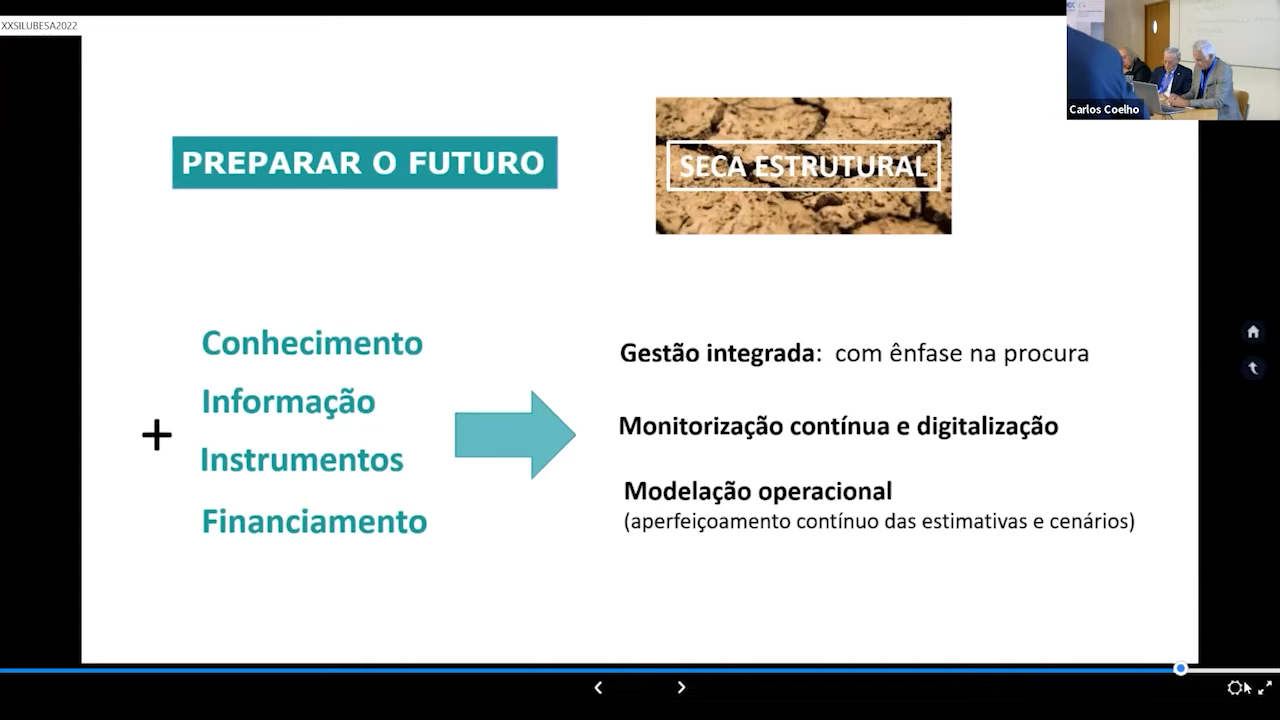 XXSILUBESA2022
Carlos Coelho
PREPARAR O FUTURO
SECA ESTRUTURAL
+
Conhecimento
Informação
Instrumentos
Financiamento
Gestão integrada: com ênfase na procura
Monitorização contínua e digitalização
Modelação operacional
(aperfeiçoamento contínuo das estimativas e cenários)